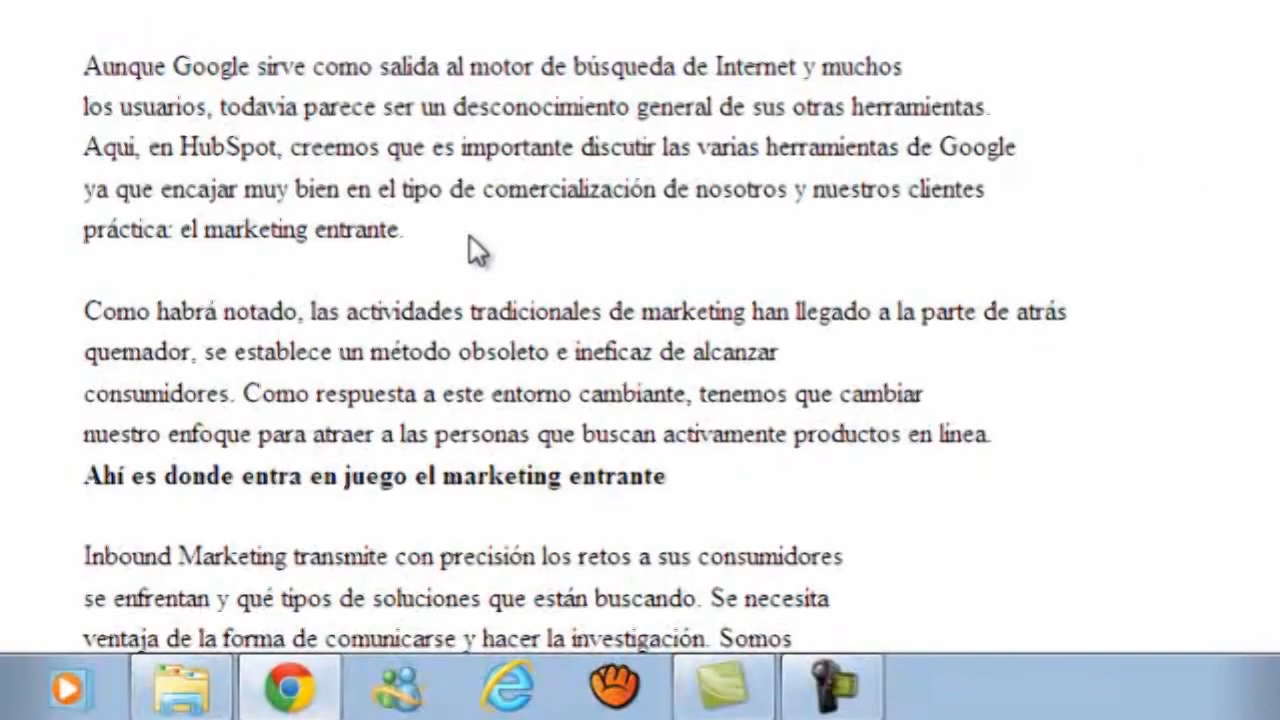 Aunque Google sirve como salida al motor de búsqueda de Internet y muchos
los usuarios, todavía parece ser un desconocimiento general de sus otras herramientas.
Aqui, en HubSpot, creemos que es importante discutir las varias herramientas de Google
ya que encajar muy bien en el tipo de comercialización de nosotros y nuestros clientes
práctica: el marketing entrante.
Como habrá notado, las actividades tradicionales de marketing han llegado a la parte de atrás
quemador, se establece un método obsoleto e ineficaz de alcanzar
consumidores. Como respuesta a este entorno cambiante, tenemos que cambiar
nuestro enfoque para atraer a las personas que buscan activamente productos en línea.
Ahí es donde entra en juego el marketing entrante
Inbound Marketing transmite con precisión los retos a sus consumidores
se enfrentan y qué tipos de soluciones que están buscando. Se necesita
ventaja de la forma de comunicarse y hacer la investigación. Somos